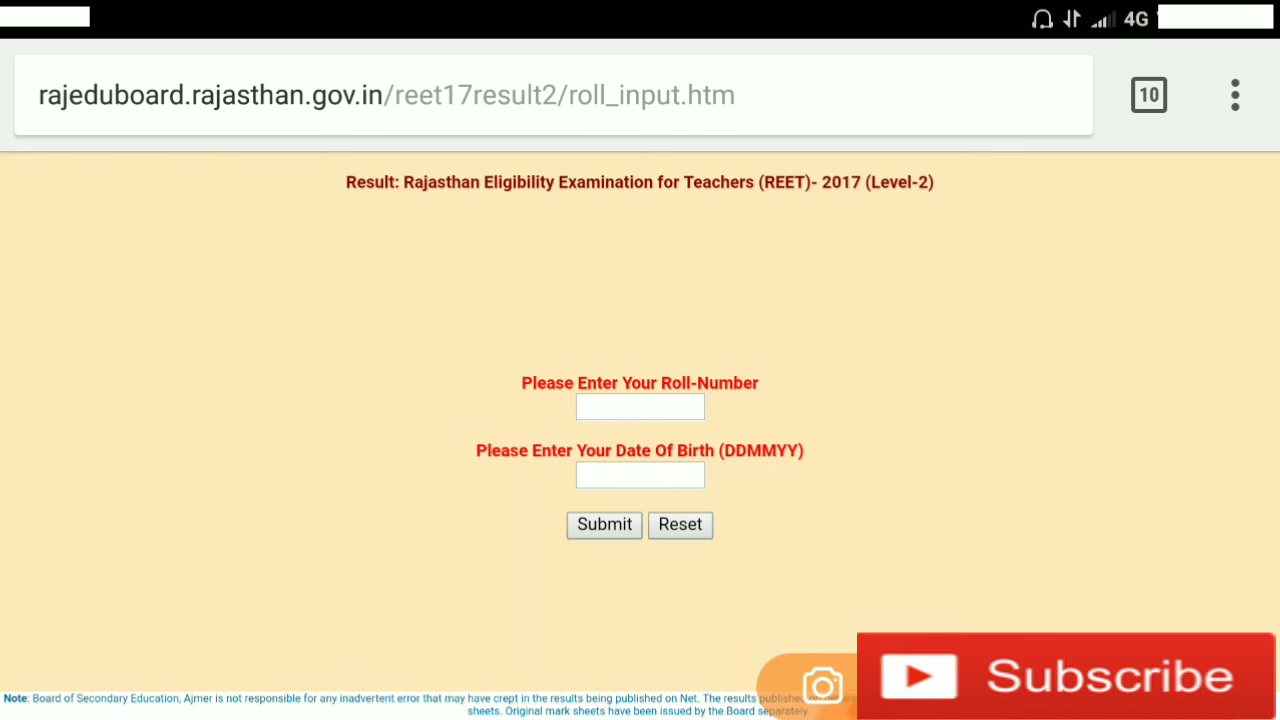 4G
rajeduboard.rajasthan.gov.in/reet17result2/roll_input.htm
10
Result: Rajasthan Eligibility Examination for Teachers (REET)- 2017 (Level-2)
Please Enter Your Roll-Number
Please Enter Your Date Of Birth (DDMMYY)
Submit Reset
Subscribe
Note: Board of Secondary Education, Ajmer is not responsible for any inadvertent error that may have crept in the results being published on Net. The results published on
sheets. Original mark sheets have been issued by the Board separately.